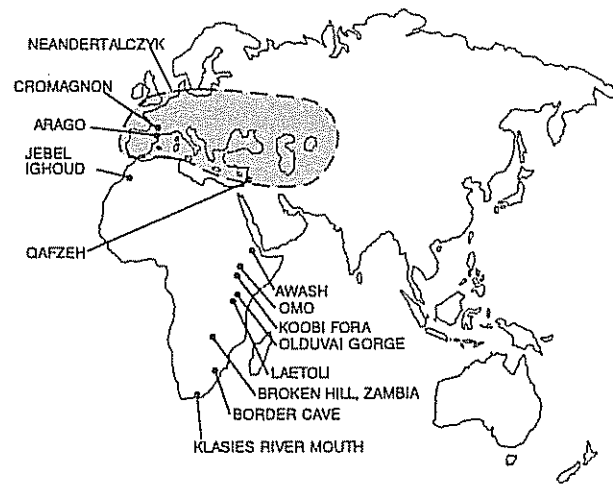 NEANDERTALCZYK
CROMAGNON
ARAGO
JEBEL
IGHOUD
QAFZEH
AWASH
OMO
KOOBI FORA
OLDUVAI GORGE
LAETOLI
BROKEN HILL, ZAMBIA
BORDER CAVE
KLASIES RIVER MOUTH